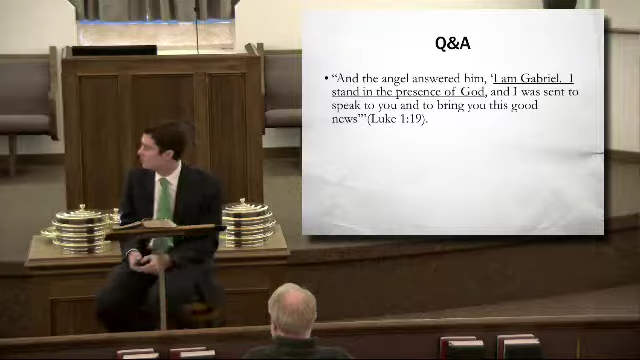 Q&A
• “And the angel answered him, ‘I am Gabriel. I
stand in the presence of God, and I was sent to
speak to you and to bring you this good
news’”(Luke 1:19).